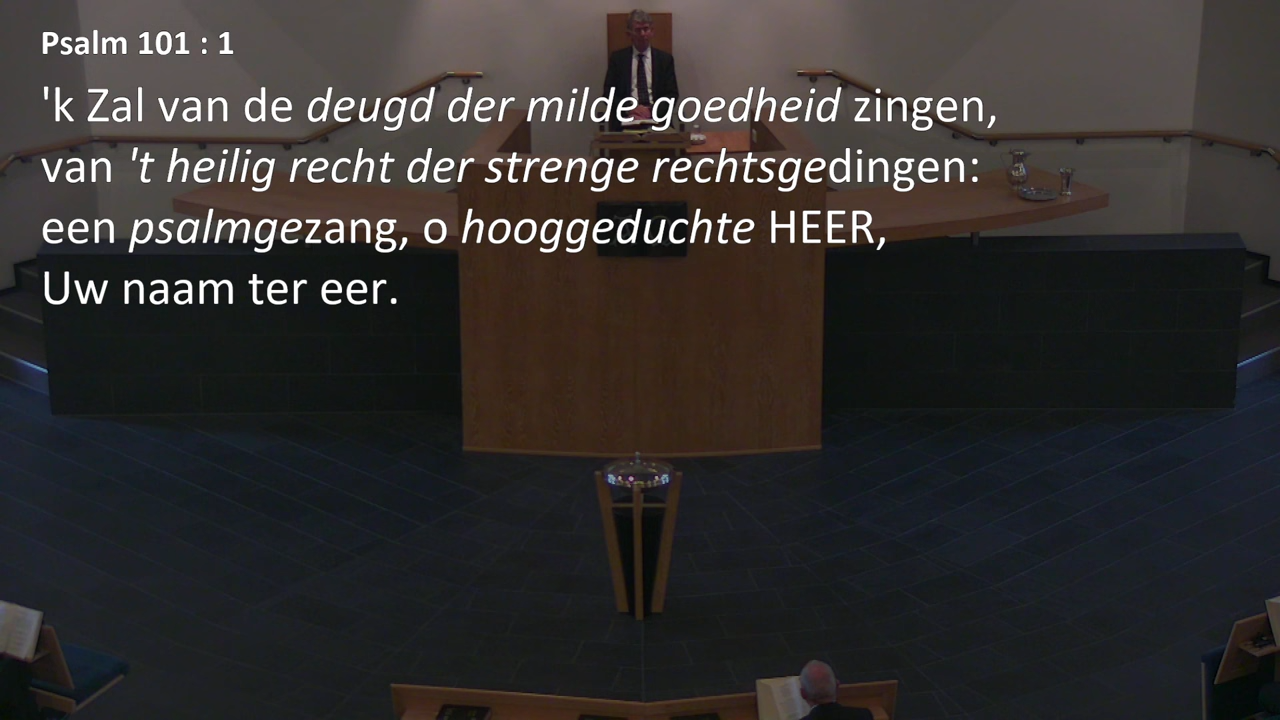 Psalm 101 : 1
'k Zal van de deugd der milde goedheid zingen,
van 't heilig recht der strenge rechtsgedingen:
een psalmgezang, o hooggeduchte HEER,
Uw naam ter eer.